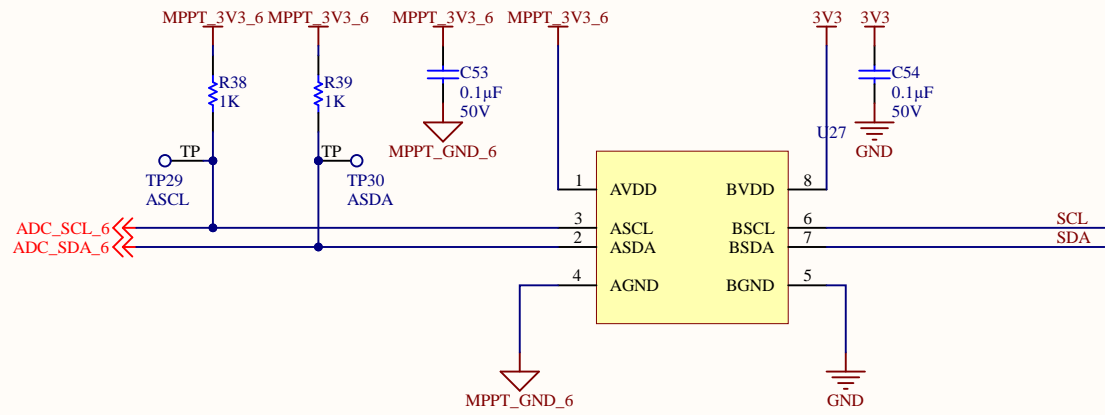 MPPT_3V3_6 MPPT_3V3_6 MPPT_3V3_6 MPPT_3V3_6 3V3 3V3
R38
1K
R39
1K
C53
0.1µF
50V
MPPT_GND_6
C54
0.1µF
50V
GND
U27
TP
TP29
ASCL
TP
TP30
ASDA
ADC_SCL_6
ADC_SDA_6
1 AVDD BVDD 8
3 ASCL BSCL 6 SCL
2 ASDA BSDA 7 SDA
4 AGND BGND 5
MPPT_GND_6
GND